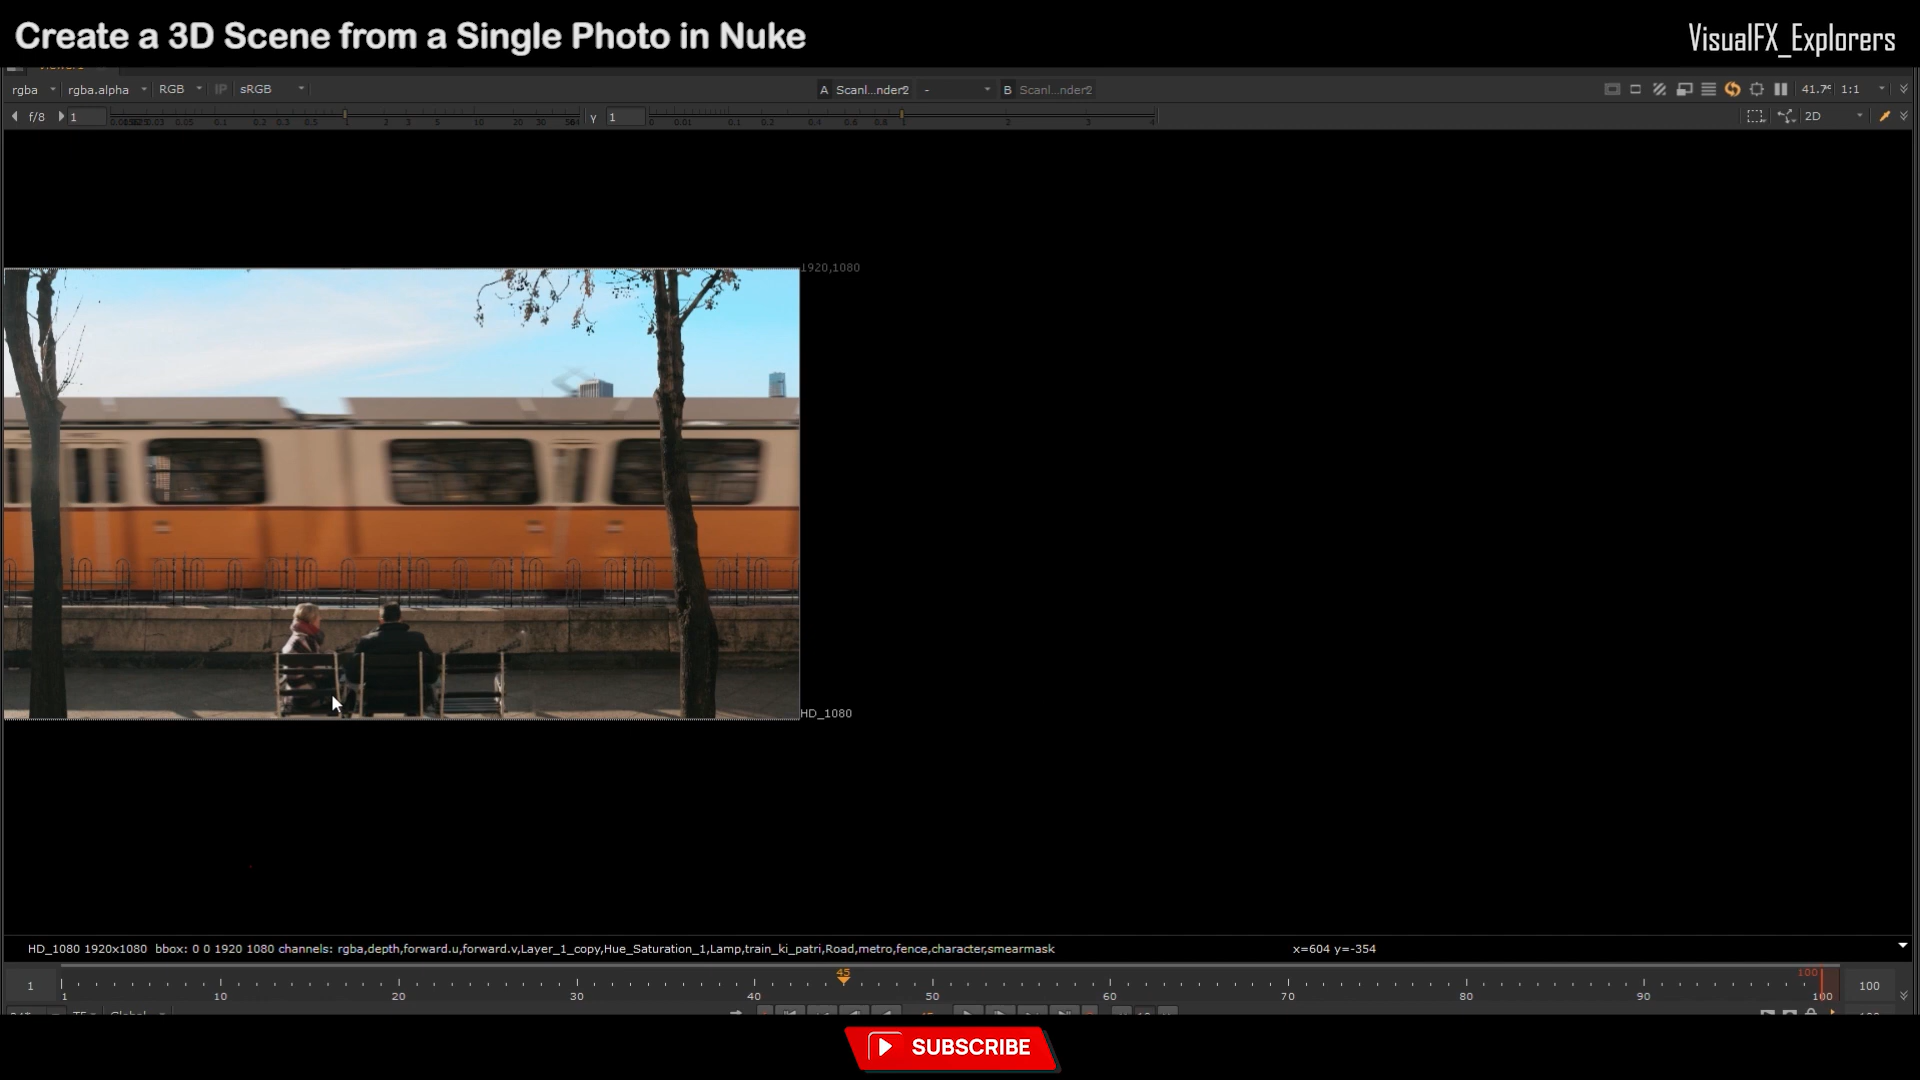 Create a 3D Scene from a Single Photo in Nuke
VisualFX_Explorers
rgba rgba.alpha RGB IP sRGB A Scanl...nder2 - B Scanl...nder2 1:1
f/8 1 Y 1 2D
1920,1080
HD_1080
HD_1080 1920x1080 bbox: 0 0 1920 1080 channels: rgba,depth,forward.u,forward.v,Layer_1_copy,Hue_Saturation_1,Lamp,train_ki_patri,Road,metro,fence,character,smearmask x=604 y=-354
45 100
1 100
1 10 20 30 40 50 60 70 80 90 100
SUBSCRIBE